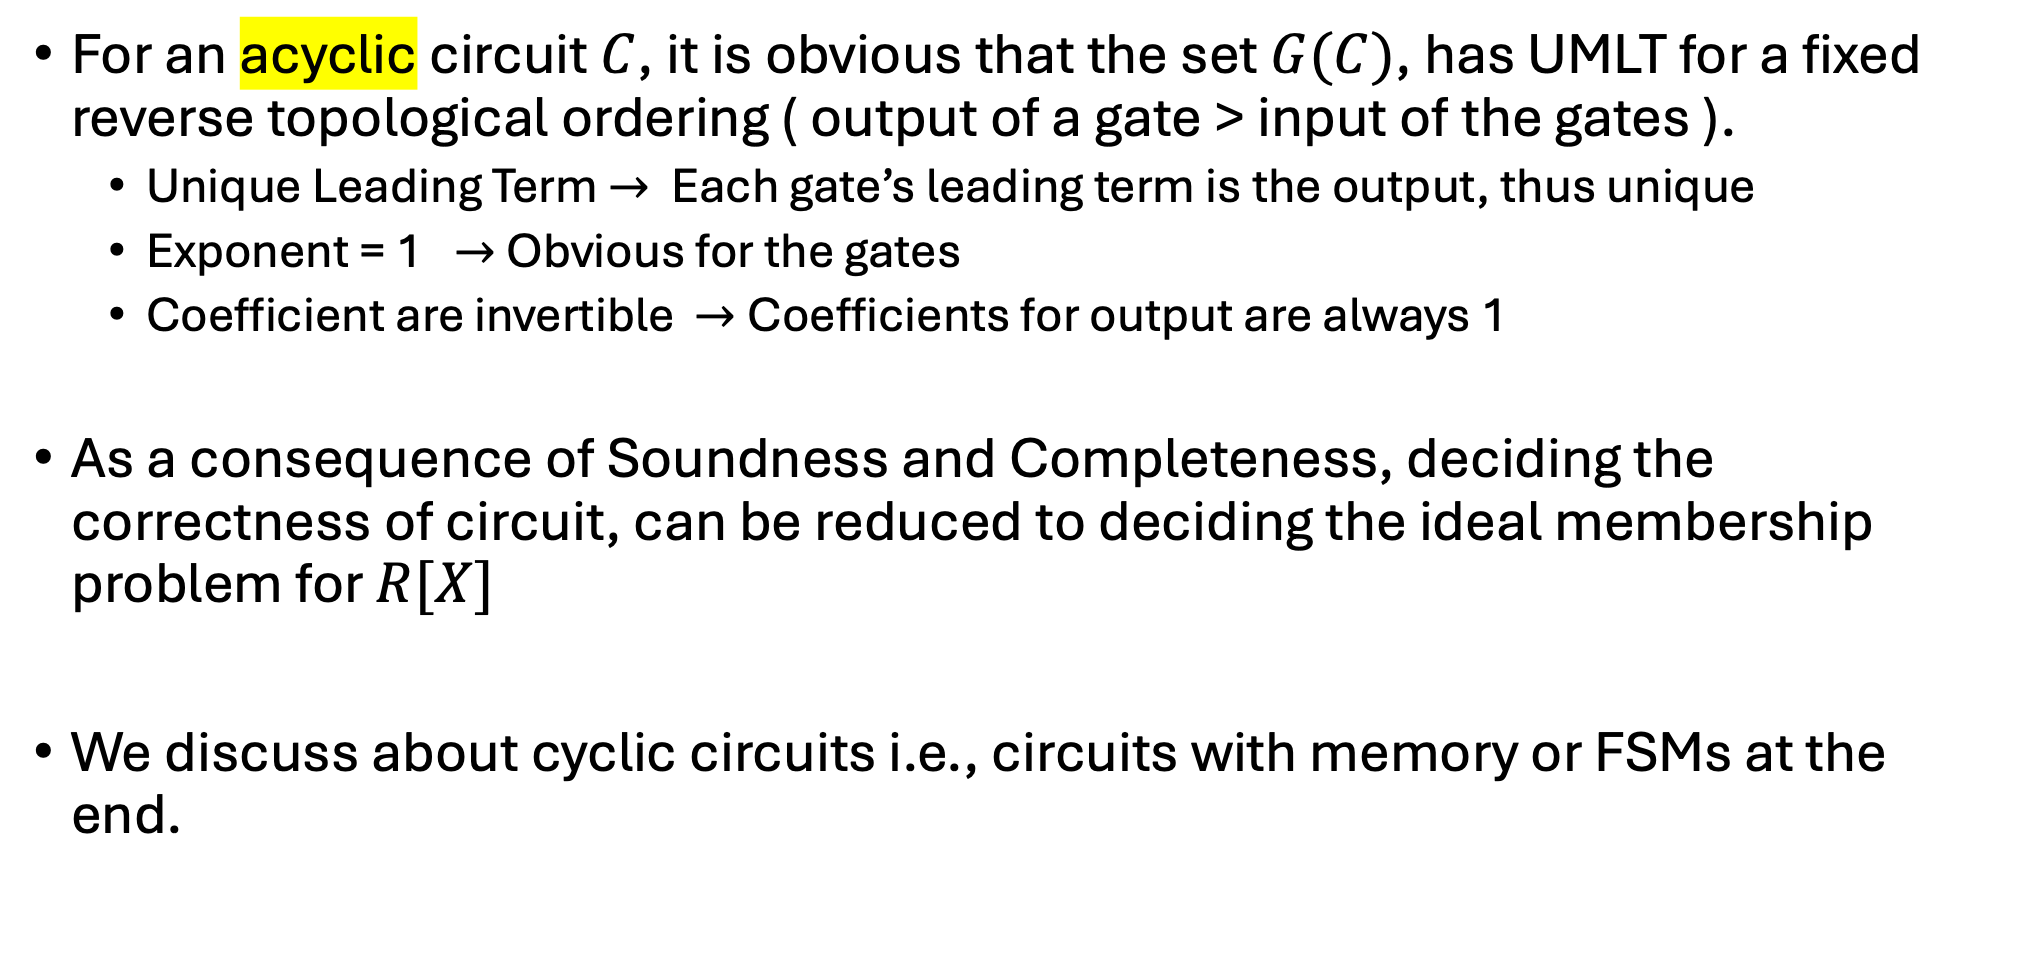 • For an acyclic circuit C, it is obvious that the set G(C), has UMLT for a fixed
reverse topological ordering ( output of a gate > input of the gates ).
• Unique Leading Term → Each gate’s leading term is the output, thus unique
• Exponent = 1 → Obvious for the gates
• Coefficient are invertible → Coefficients for output are always 1
• As a consequence of Soundness and Completeness, deciding the
correctness of circuit, can be reduced to deciding the ideal membership
problem for R[X]
• We discuss about cyclic circuits i.e., circuits with memory or FSMs at the
end.